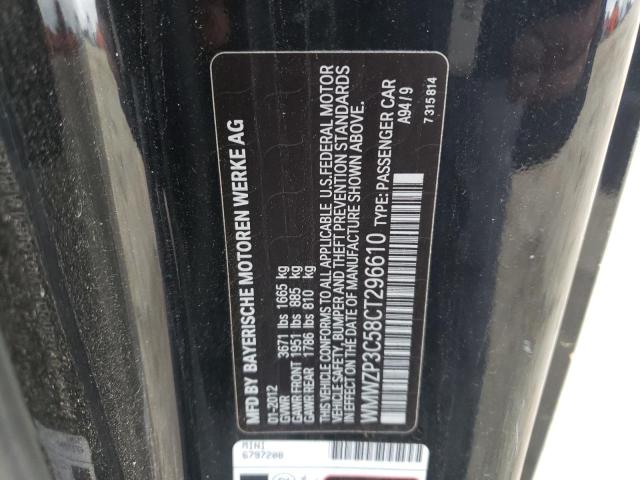 MFD BY BAYERISCHE MOTOREN WERKE AG
01-2012
GAWR 3671 lbs 1665 kg
GAWR FRONT 1951 lbs 885 kg
GAWR REAR 1786 lbs 810 kg
THIS VEHICLE CONFORMS TO ALL APPLICABLE U.S.FEDERAL MOTOR
VEHICLE SAFETY, BUMPER AND THEFT PREVENTION STANDARDS
IN EFFECT ON THE DATE OF MANUFACTURE SHOWN ABOVE.
WMWZP3C58CT296610 TYPE: PASSENGER CAR
A94/9
7315814
MINI
6797208